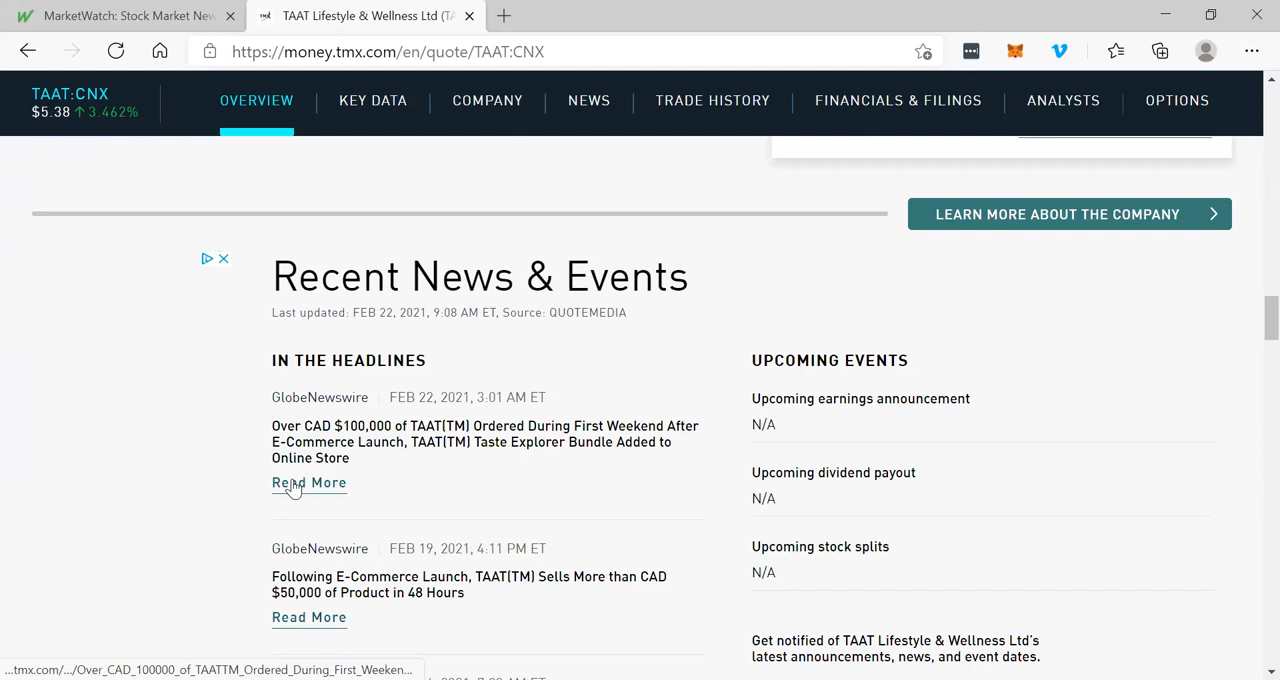 MarketWatch: Stock Market New
TAAT Lifestyle & Wellness Ltd (TA
https://money.tmx.com/en/quote/TAAT:CNX
TAAT:CNX
$5.38 ↑ 3.462%
OVERVIEW
KEY DATA
COMPANY
NEWS
TRADE HISTORY
FINANCIALS & FILINGS
ANALYSTS
OPTIONS
LEARN MORE ABOUT THE COMPANY
Recent News & Events
Last updated: FEB 22, 2021, 9:08 AM ET, Source: QUOTEMEDIA
IN THE HEADLINES
GlobeNewswire | FEB 22, 2021, 3:01 AM ET
Over CAD $100,000 of TAAT(TM) Ordered During First Weekend After
E-Commerce Launch, TAAT(TM) Taste Explorer Bundle Added to
Online Store
Read More
GlobeNewswire | FEB 19, 2021, 4:11 PM ET
Following E-Commerce Launch, TAAT(TM) Sells More than CAD
$50,000 of Product in 48 Hours
Read More
UPCOMING EVENTS
Upcoming earnings announcement
N/A
Upcoming dividend payout
N/A
Upcoming stock splits
N/A
Get notified of TAAT Lifestyle & Wellness Ltd's
latest announcements, news, and event dates.
...tmx.com/.../Over_CAD_100000_of_TAATTM_Ordered_During_First_Weeken...